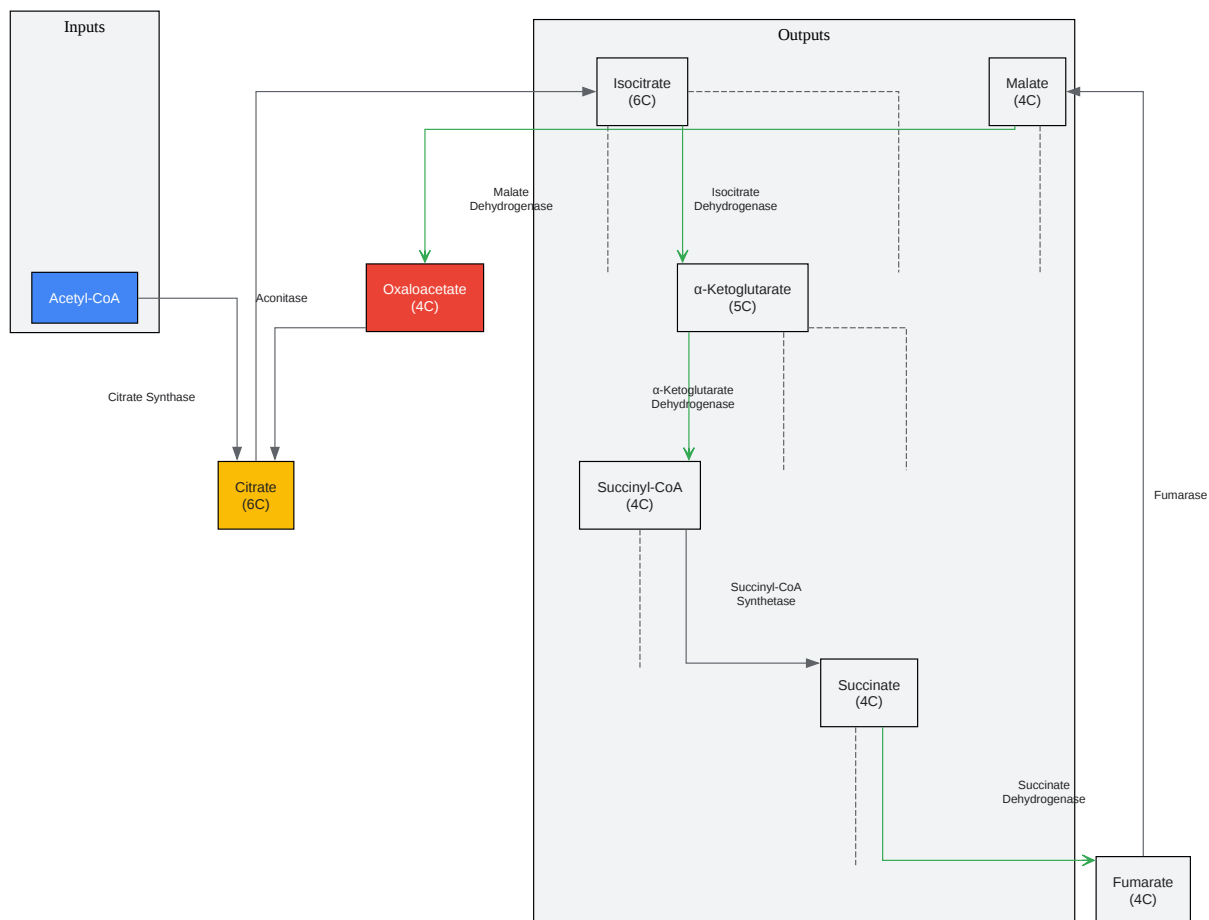 Inputs
Outputs
Isocitrate
(6C)
Malate
(4C)
Malate
Dehydrogenase
Isocitrate
Dehydrogenase
Acetyl-CoA
Aconitase
Oxaloacetate
(4C)
α-Ketoglutarate
(5C)
Citrate Synthase
α-Ketoglutarate
Dehydrogenase
Citrate
(6C)
Succinyl-CoA
(4C)
Fumarase
Succinyl-CoA
Synthetase
Succinate
(4C)
Succinate
Dehydrogenase
Fumarate
(4C)